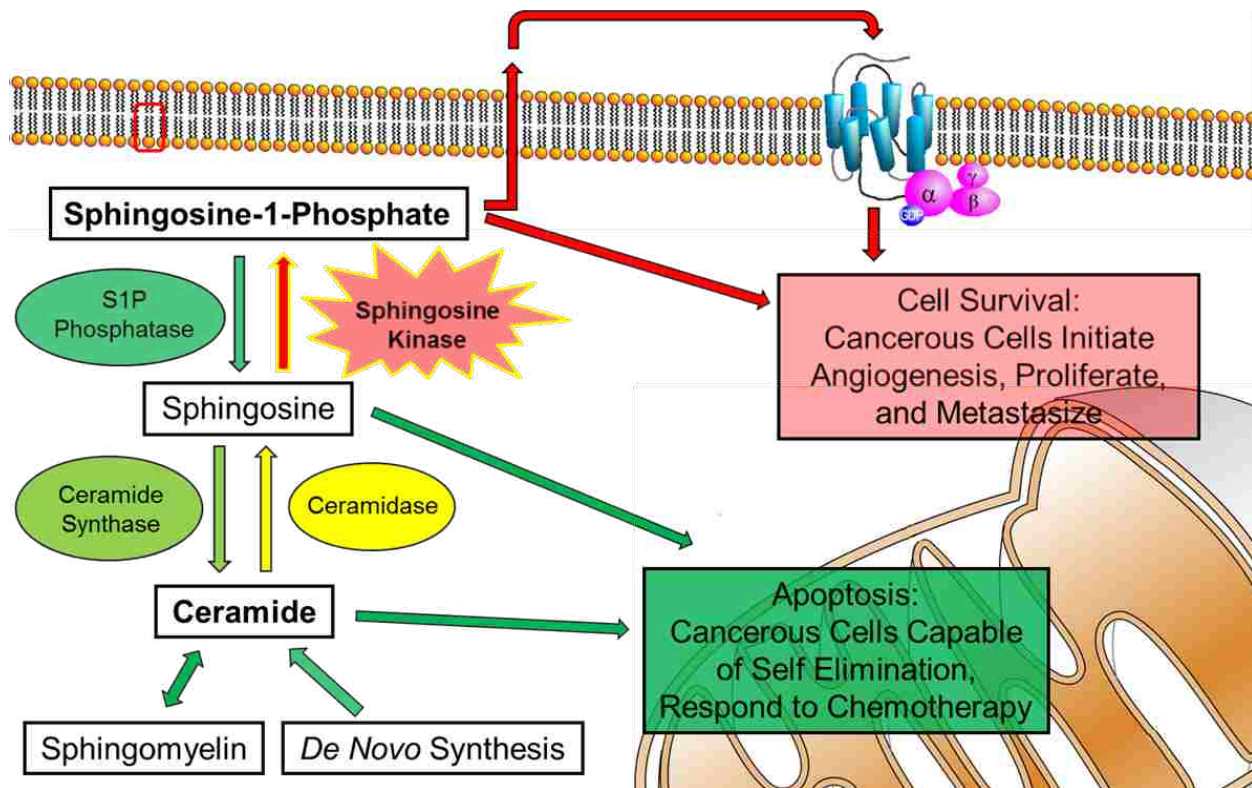 γ
α
β
GDP
Sphingosine-1-Phosphate
S1P
Phosphatase
Sphingosine
Kinase
Cell Survival:
Cancerous Cells Initiate
Angiogenesis, Proliferate,
and Metastasize
Sphingosine
Ceramide
Synthase
Ceramidase
Ceramide
Apoptosis:
Cancerous Cells Capable
of Self Elimination,
Respond to Chemotherapy
Sphingomyelin
De Novo Synthesis